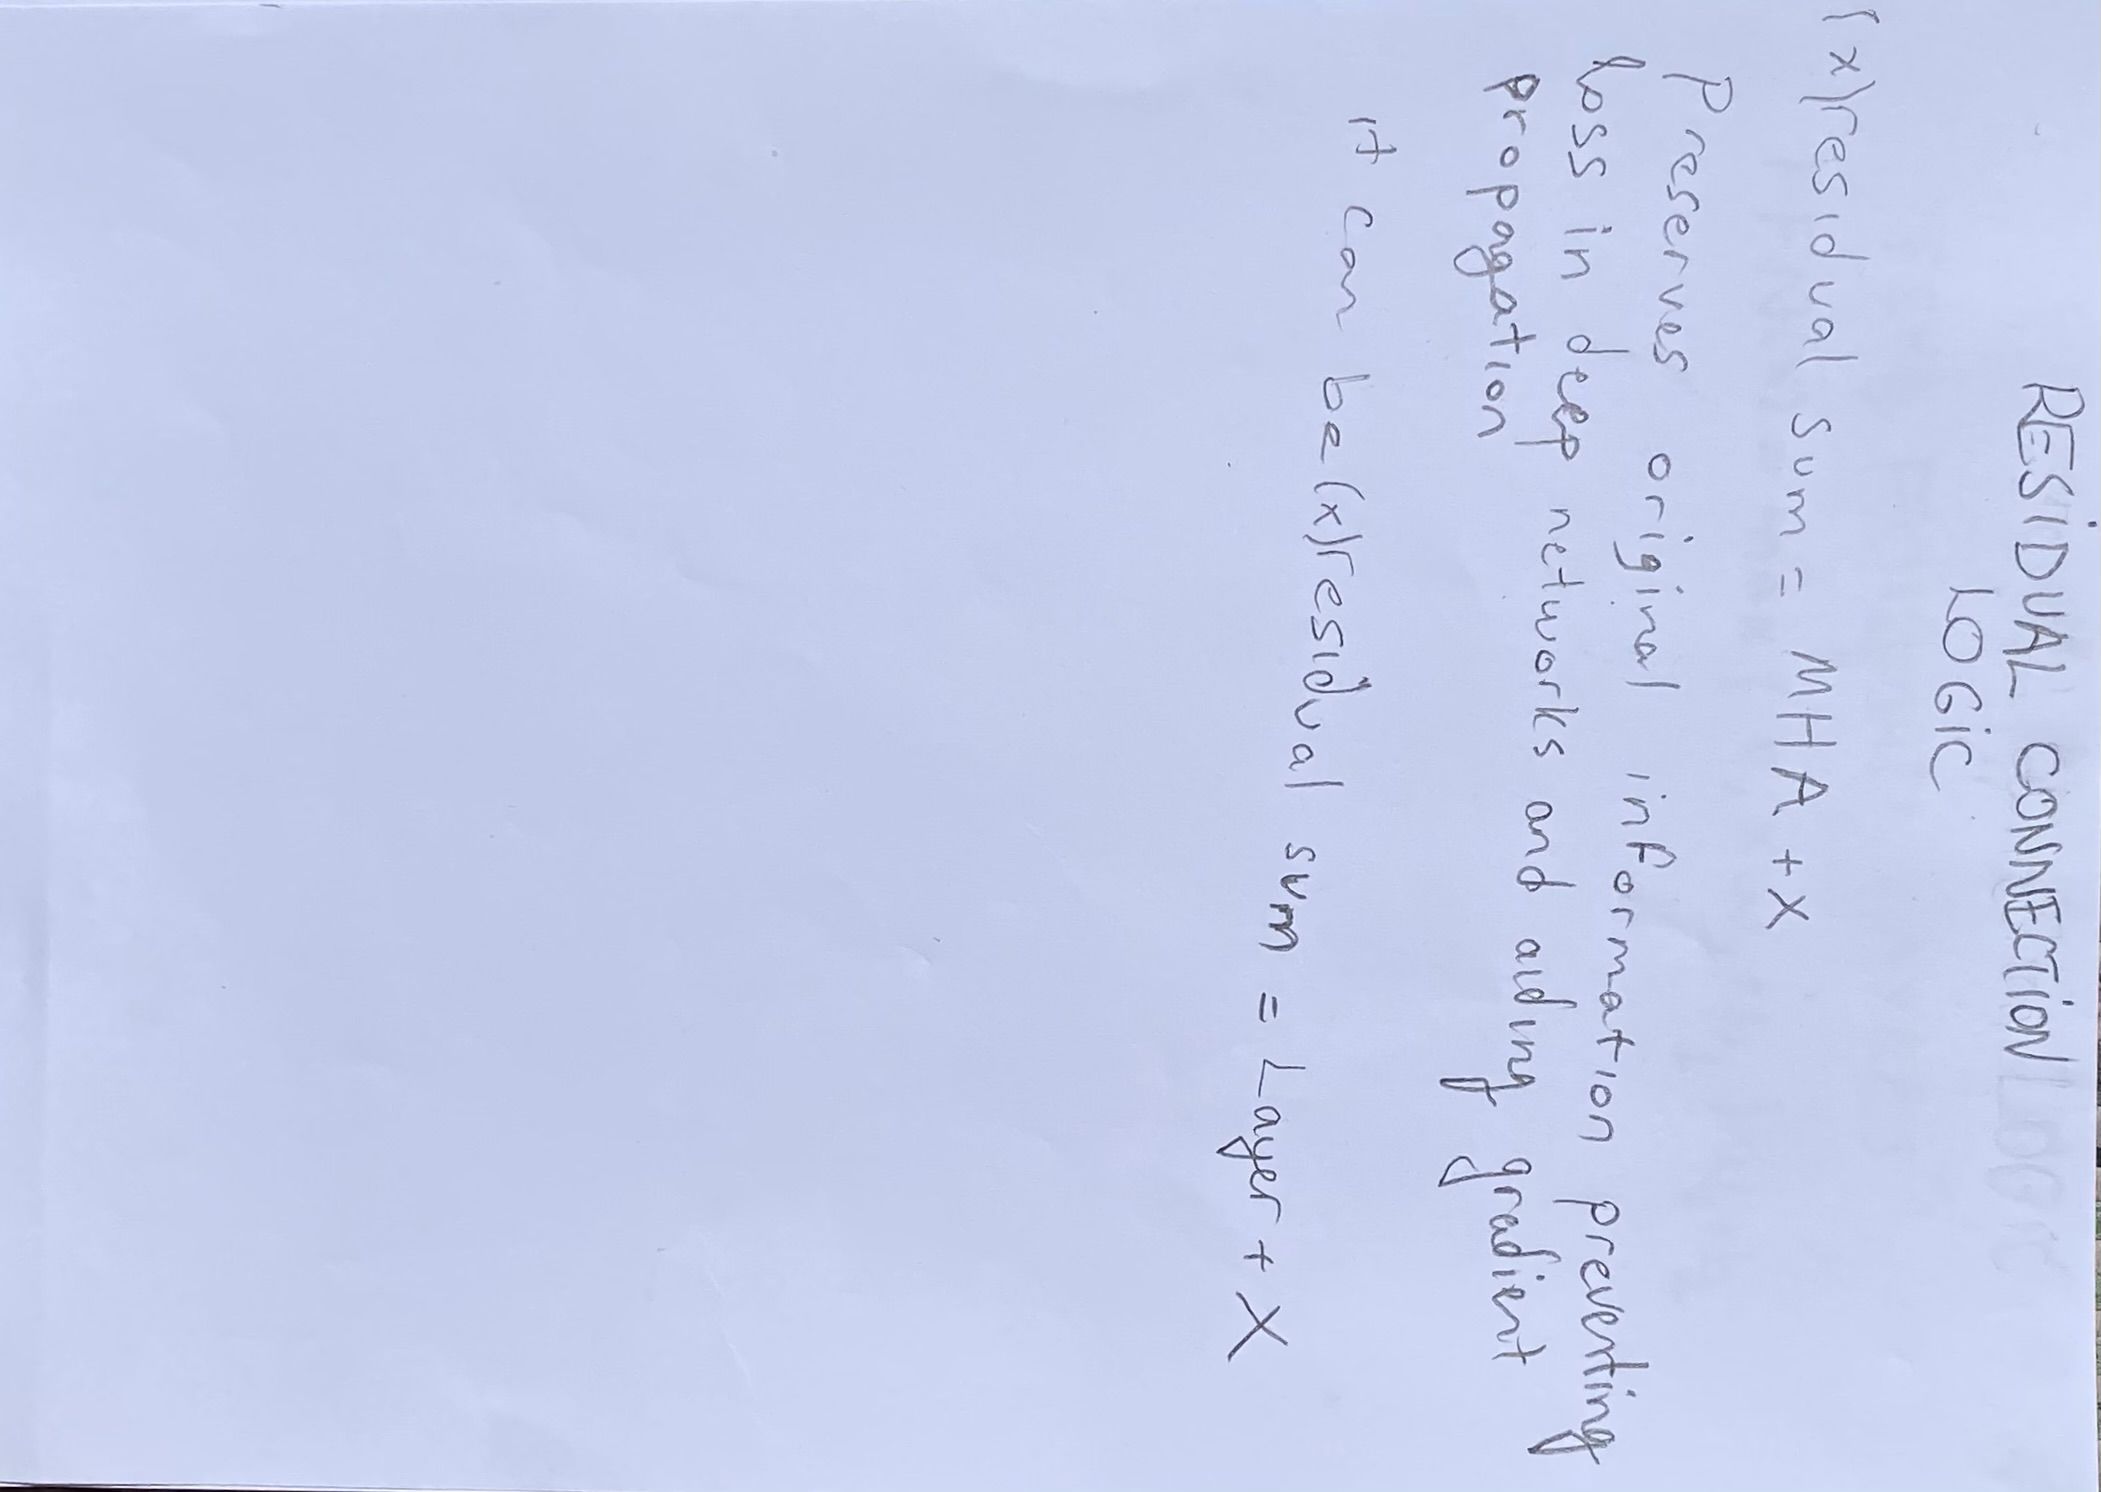 RESIDUAL CONNECTION
LOGIC
(x)residual sum = MHA + X
Preserves original information preventing
loss in deep networks and aiding gradient
propagation
it can be (x)residual sum = Layer + X